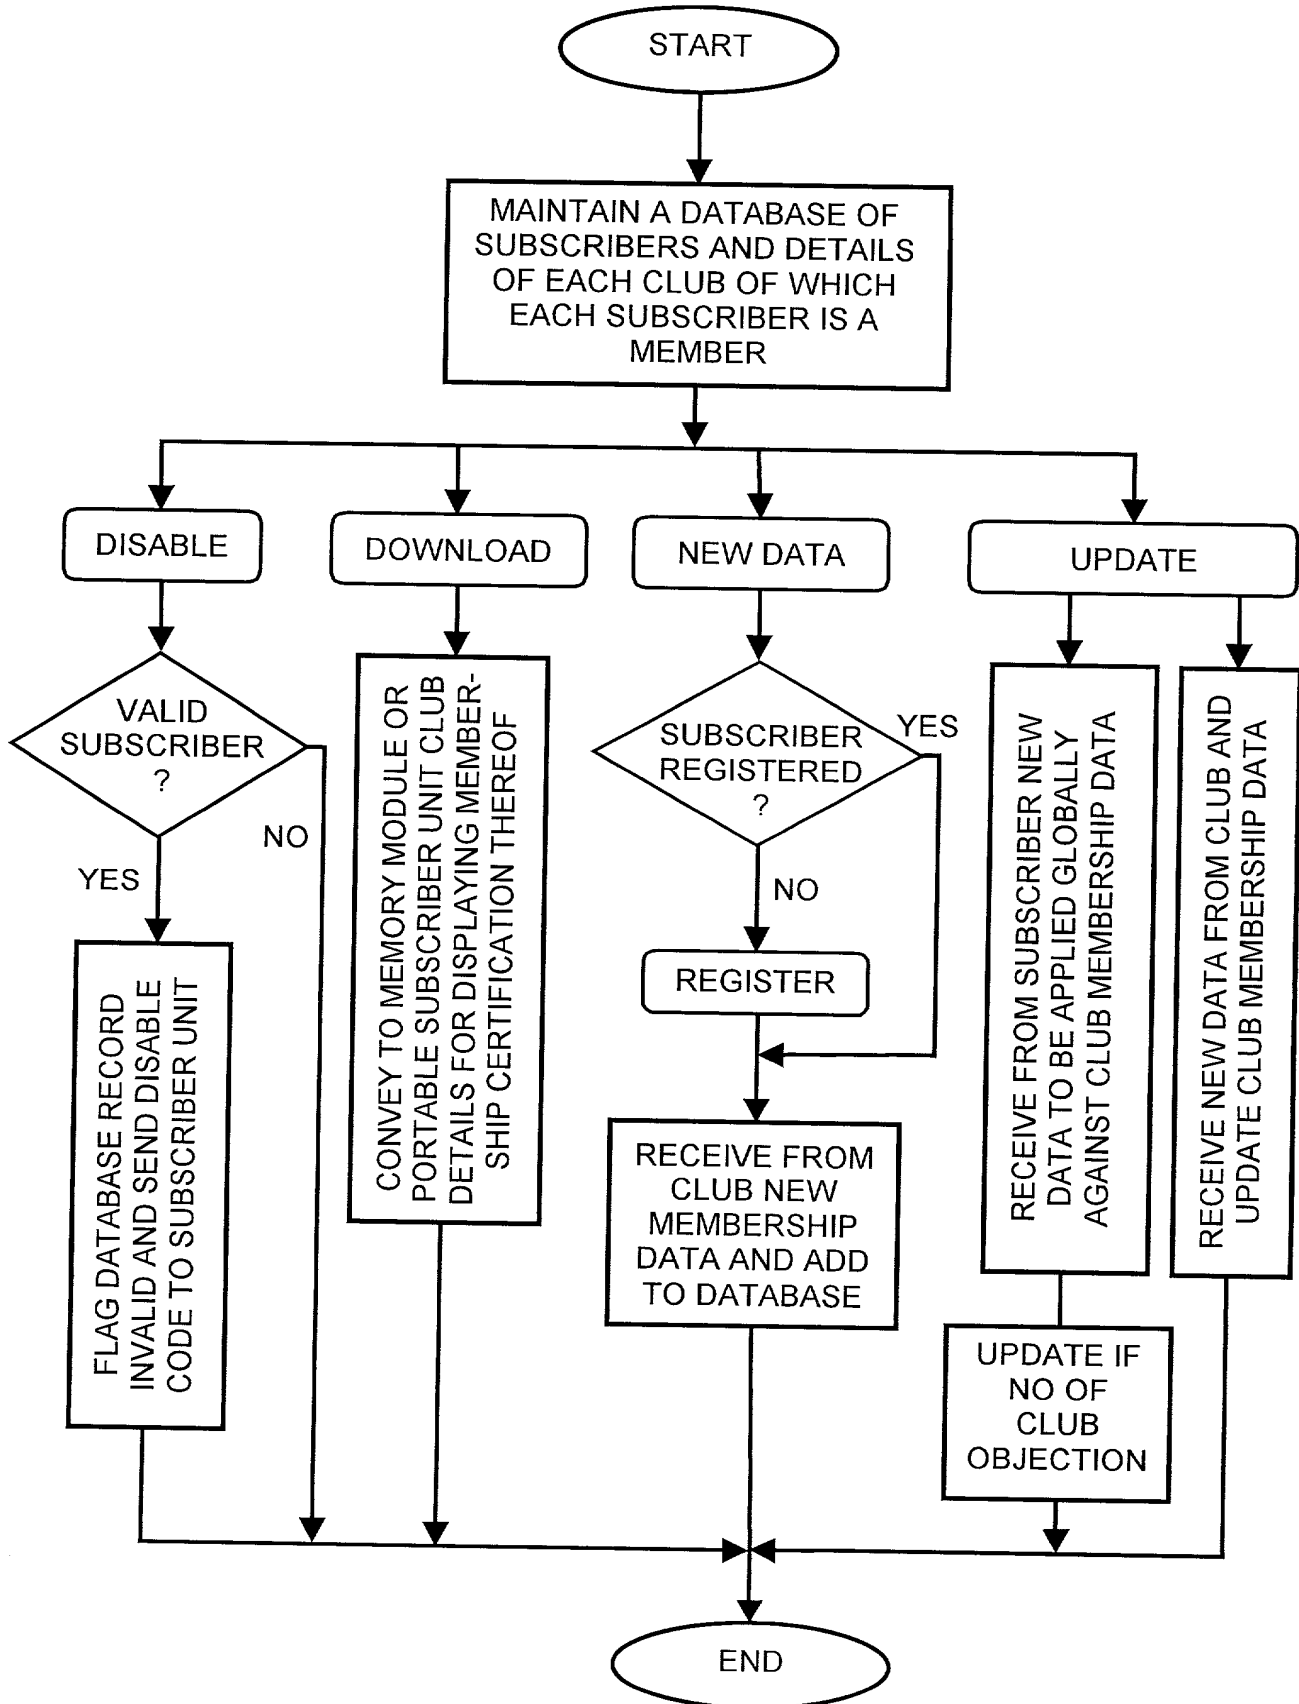 START
MAINTAIN A DATABASE OF
SUBSCRIBERS AND DETAILS
OF EACH CLUB OF WHICH
EACH SUBSCRIBER IS A
MEMBER
DISABLE
VALID
SUBSCRIBER
?
NO
YES
FLAG DATABASE RECORD
INVALID AND SEND DISABLE
CODE TO SUBSCRIBER UNIT
DOWNLOAD
CONVEY TO MEMORY MODULE OR
PORTABLE SUBSCRIBER UNIT CLUB
DETAILS FOR DISPLAYING MEMBER-
SHIP CERTIFICATION THEREOF
NEW DATA
SUBSCRIBER
REGISTERED
?
YES
NO
REGISTER
RECEIVE FROM
CLUB NEW
MEMBERSHIP
DATA AND ADD
TO DATABASE
UPDATE
RECEIVE FROM SUBSCRIBER NEW
DATA TO BE APPLIED GLOBALLY
AGAINST CLUB MEMBERSHIP DATA
UPDATE IF
NO OF
CLUB
OBJECTION
RECEIVE NEW DATA FROM CLUB AND
UPDATE CLUB MEMBERSHIP DATA
END